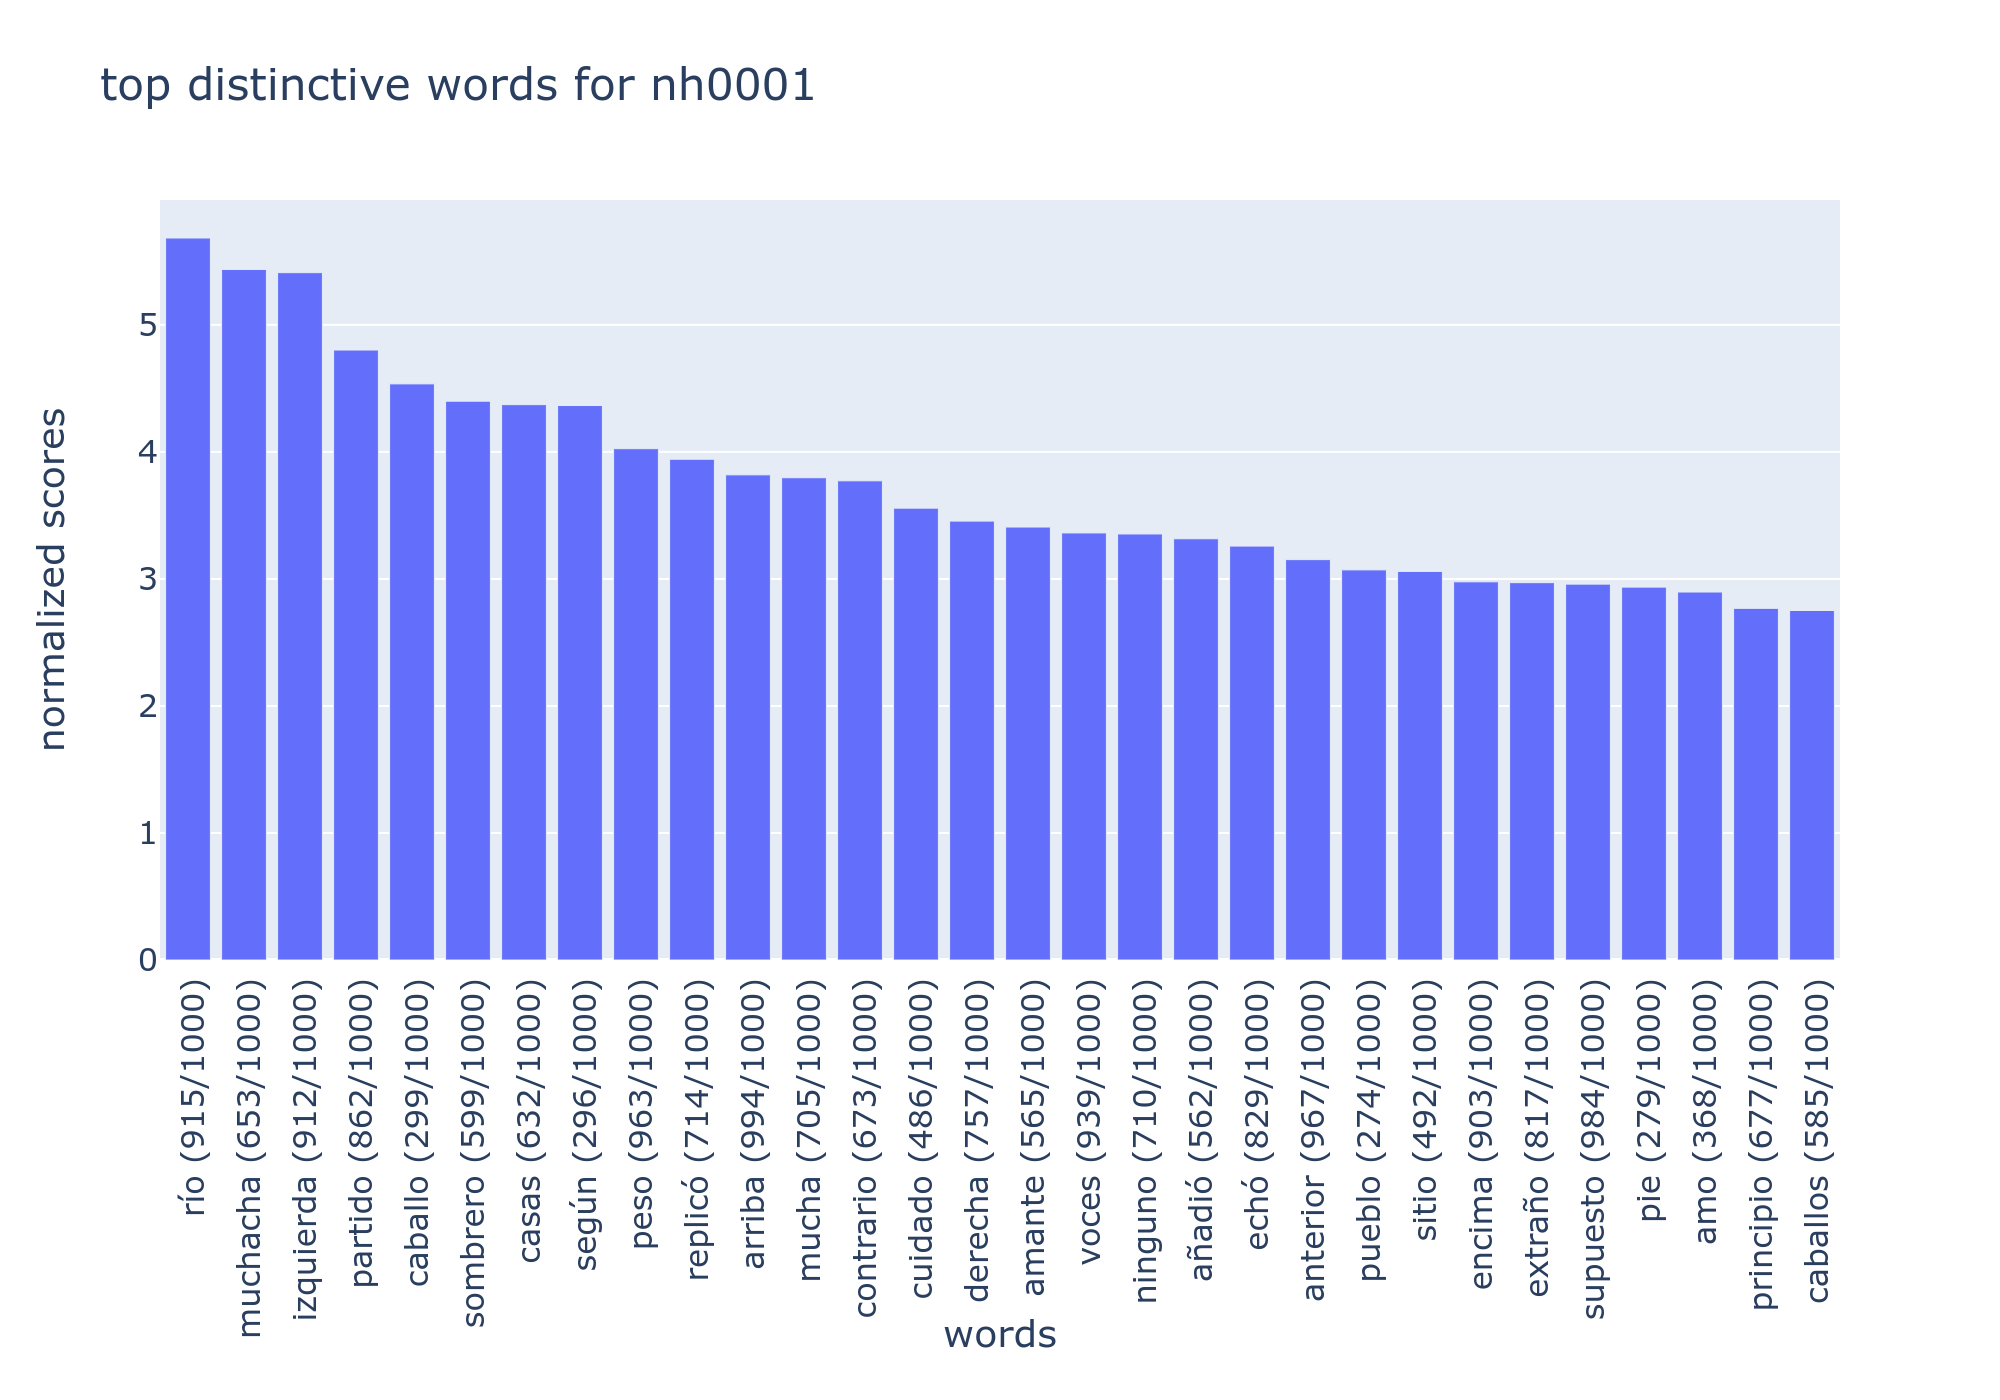 top distinctive words for nh0001
normalized scores
5
4
3
2
1
0
río (915/1000)
muchacha (653/1000)
izquierda (912/1000)
partido (862/1000)
caballo (299/1000)
sombrero (599/1000)
casas (632/1000)
según (296/1000)
peso (963/1000)
replicó (714/1000)
arriba (994/1000)
mucha (705/1000)
contrario (673/1000)
cuidado (486/1000)
derecha (757/1000)
amante (565/1000)
voces (939/1000)
ninguno (710/1000)
añadió (562/1000)
echó (829/1000)
anterior (967/1000)
pueblo (274/1000)
sitio (492/1000)
encima (903/1000)
extraño (817/1000)
supuesto (984/1000)
pie (279/1000)
amo (368/1000)
principio (677/1000)
caballos (585/1000)
words